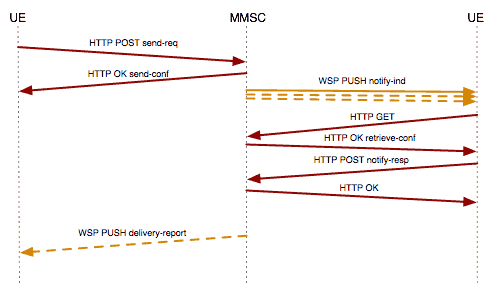 UE MMSC UE
HTTP POST send-req
HTTP OK send-conf
WSP PUSH notify-ind
HTTP GET
HTTP OK retrieve-conf
HTTP POST notify-resp
HTTP OK
WSP PUSH delivery-report